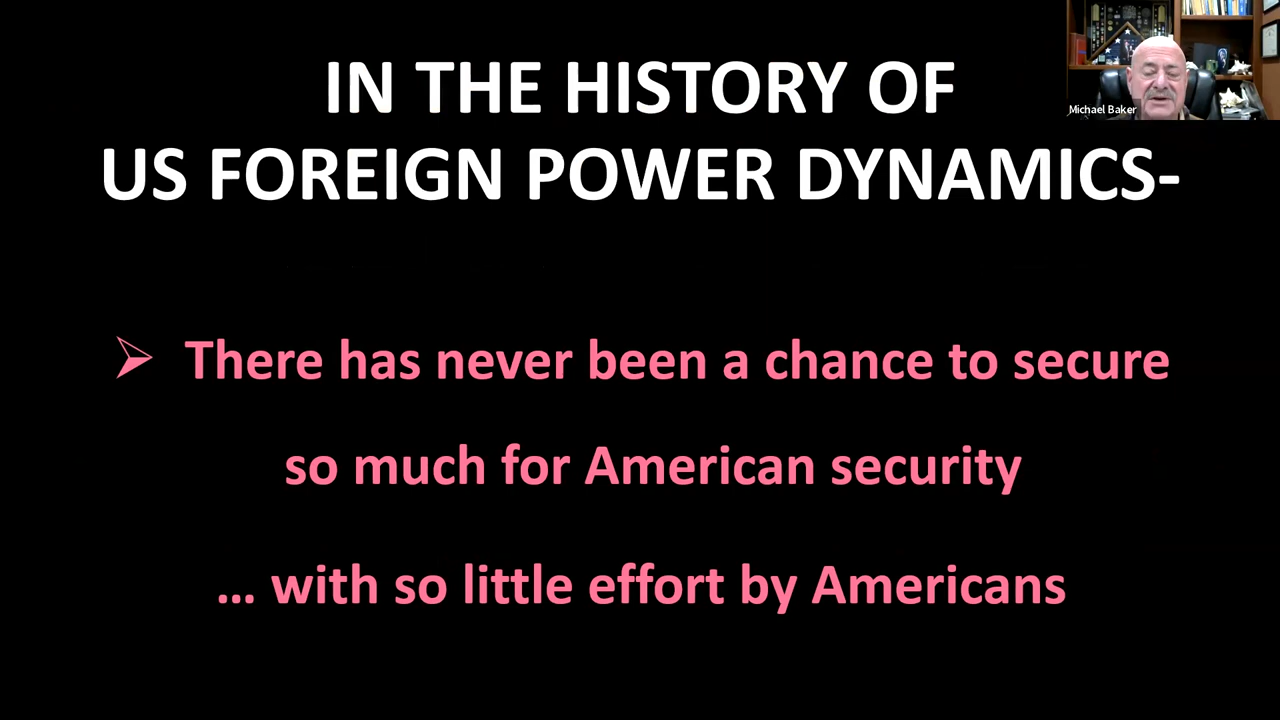 IN THE HISTORY OF
US FOREIGN POWER DYNAMICS-
Michael Baker
There has never been a chance to secure
so much for American security
... with so little effort by Americans